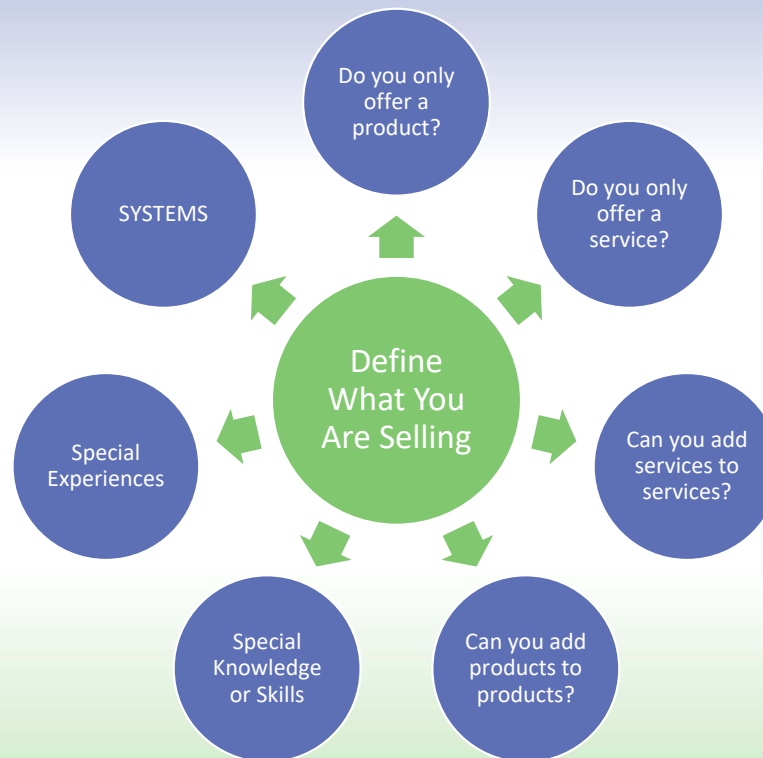 Define
What You
Are Selling
Do you only
offer a
product?
Do you only
offer a
service?
Can you add
services to
services?
Can you add
products to
products?
Special
Knowledge
or Skills
Special
Experiences
SYSTEMS